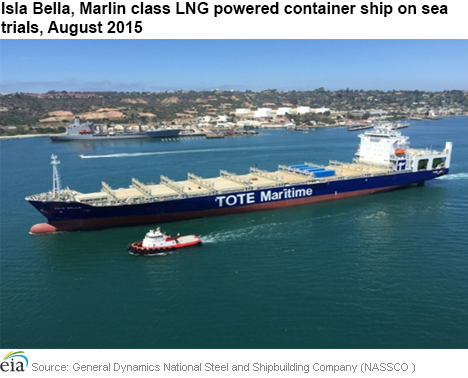 Isla Bella, Marlin class LNG powered container ship on sea
trials, August 2015
TOTE Maritime
eia Source: General Dynamics National Steel and Shipbuilding Company (NASSCO )